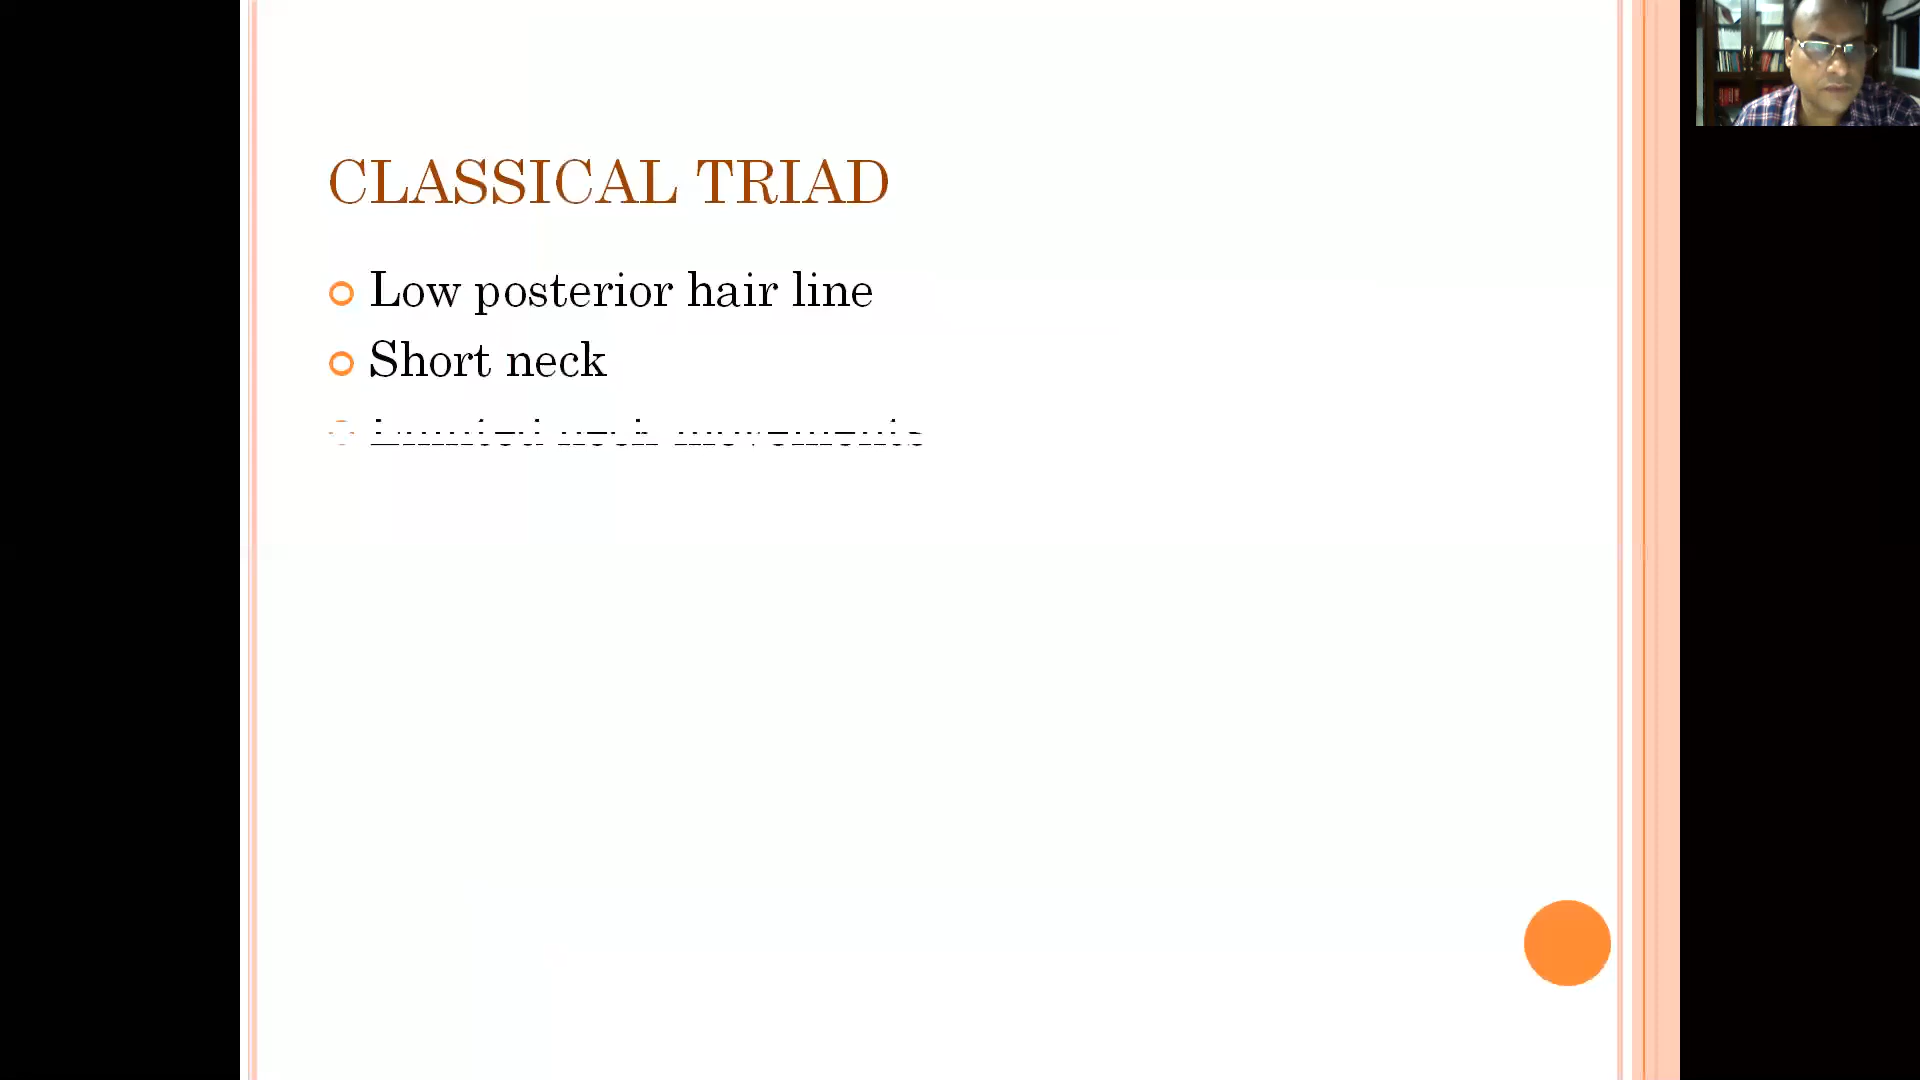 CLASSICAL TRIAD
Low posterior hair line
Short neck
Limited neck movements